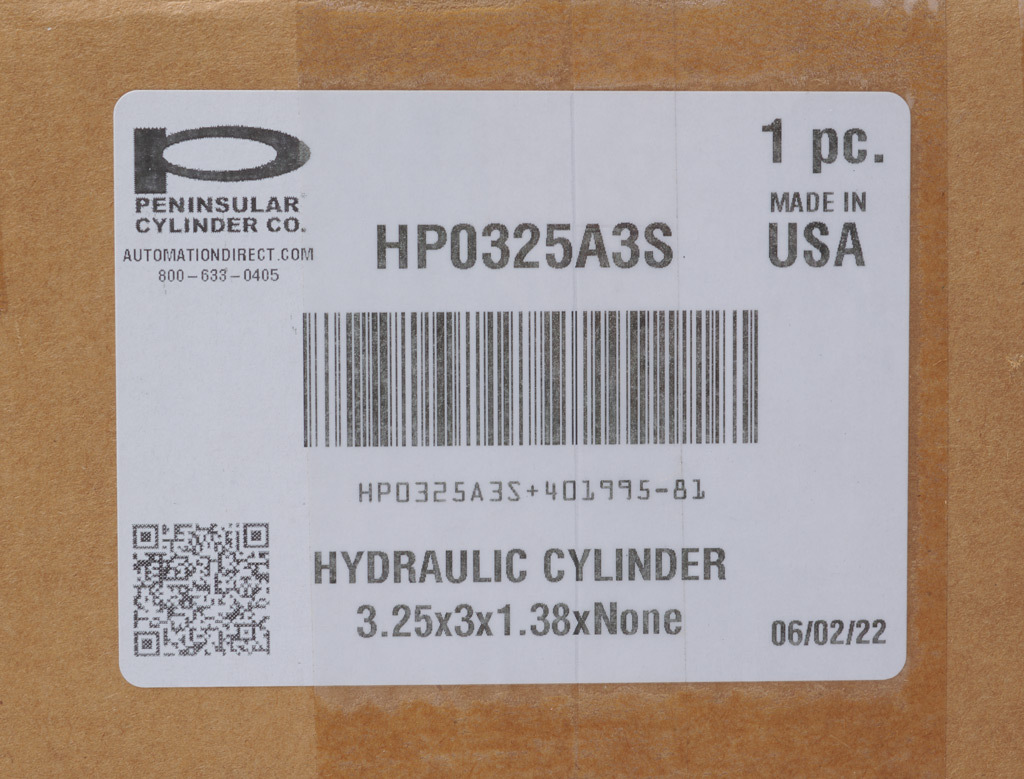 PENINSULAR
CYLINDER CO.
AUTOMATIONDIRECT.COM
800-633-0405
1 pc.
MADE IN
USA
HP0325A3S
HP0325A3S+401995-81
HYDRAULIC CYLINDER
3.25x3x1.38xNone
06/02/22